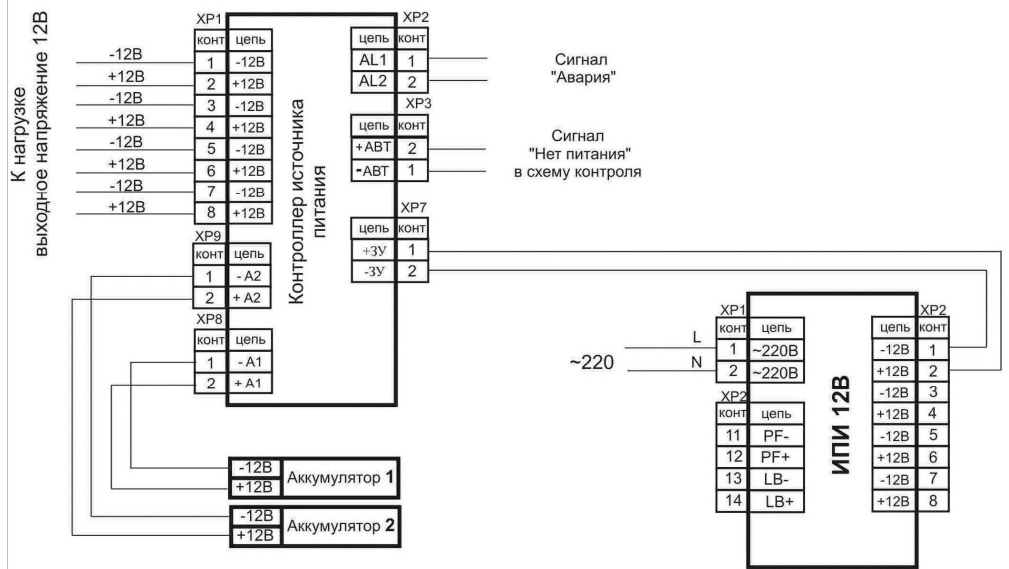 К нагрузке
выходное напряжение 12В
-12В
+12В
-12В
+12В
-12В
+12В
-12В
+12В
XP1
конт цепь
1 -12В
2 +12В
3 -12В
4 +12В
5 -12В
6 +12В
7 -12В
8 +12В
XP9
конт цепь
1 - А2
2 + А2
XP8
конт цепь
1 - А1
2 + А1
Контроллер источника
питания
XP2
цепь конт
AL1 1
AL2 2
XP3
цепь конт
+АВТ 2
-АВТ 1
XP7
цепь конт
+ЗУ 1
-ЗУ 2
Сигнал
"Авария"
Сигнал
"Нет питания"
в схему контроля
-12В
+12В
Аккумулятор 1
-12В
+12В
Аккумулятор 2
~220
L
N
XP1
конт цепь
1 ~220В
2 ~220В
XP2
конт цепь
11 PF-
12 PF+
13 LB-
14 LB+
ИПИ 12В
XP2
цепь конт
-12В 1
+12В 2
-12В 3
+12В 4
-12В 5
+12В 6
-12В 7
+12В 8